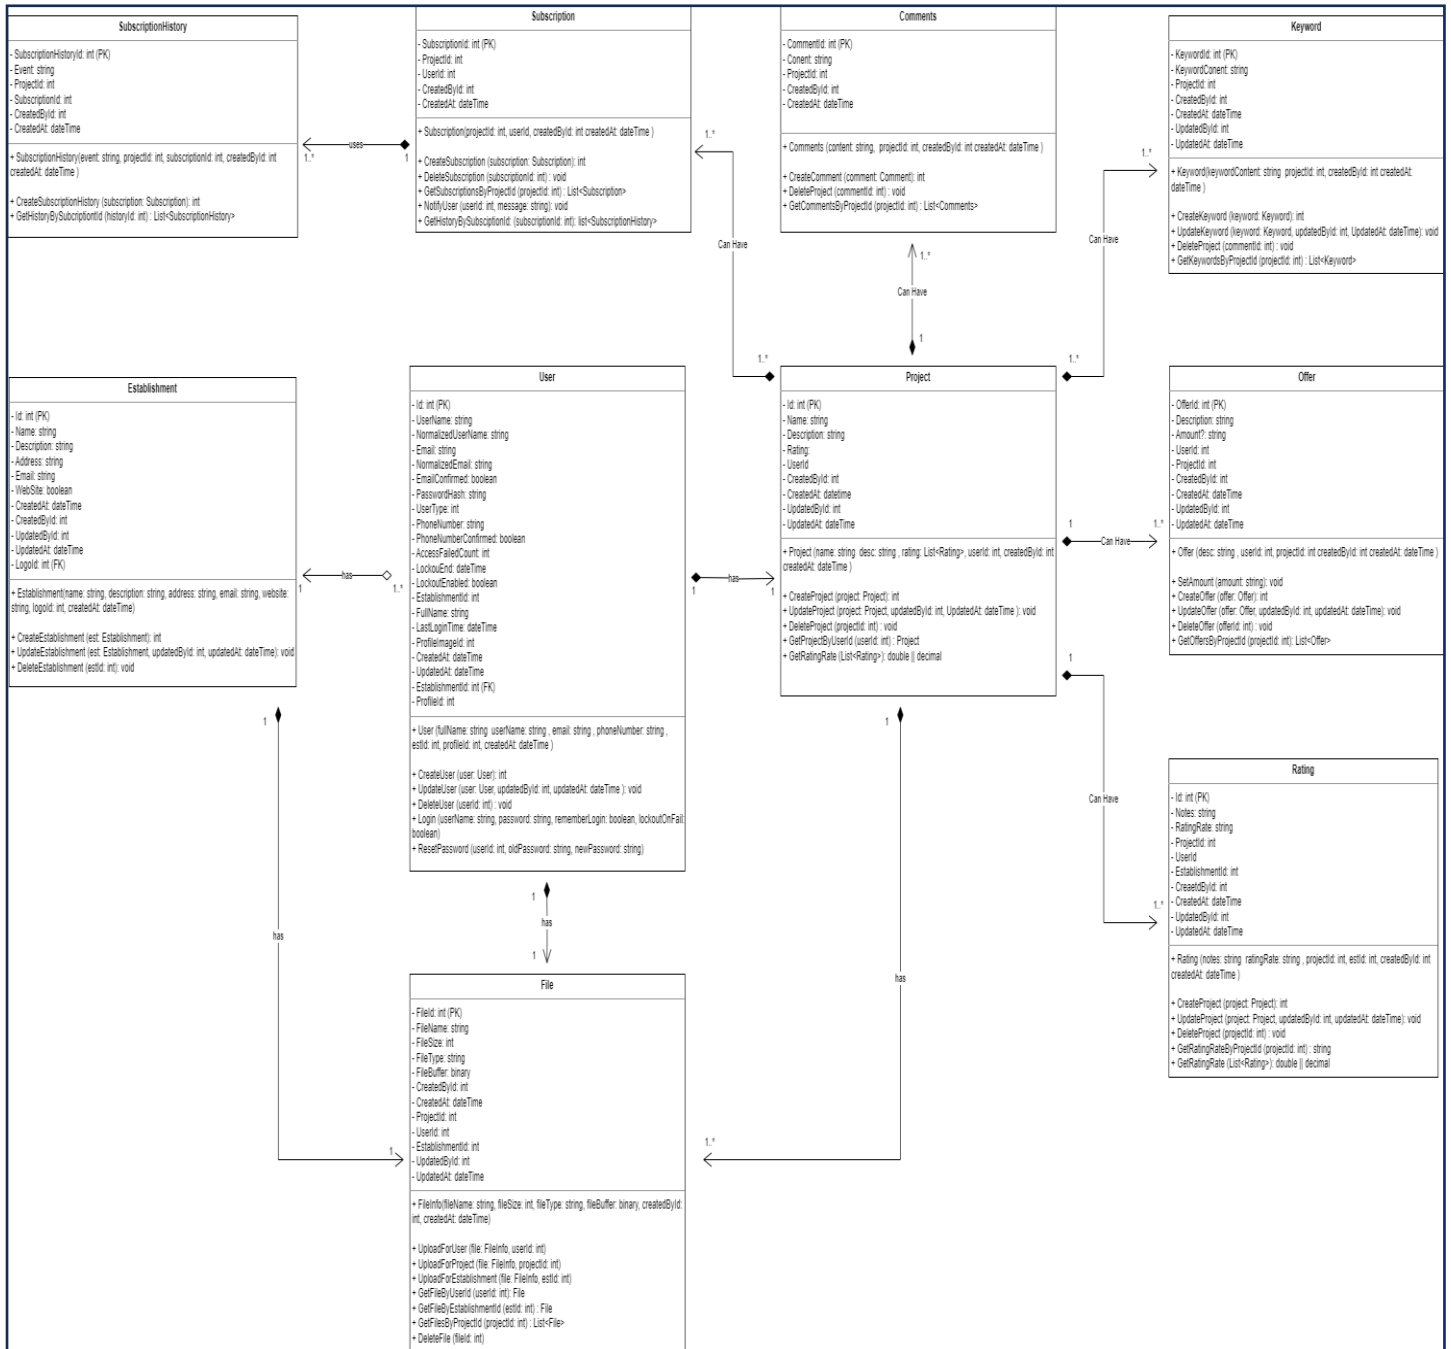 SubscriptionHistory
- SubscriptionHistoryId: int (PK)
- Event: string
- ProjectId: int
- SubscriptionId: int
- CreatedById: int
- CreatedAt: dateTime
+ SubscriptionHistory(event: string, projectId: int, subscriptionId: int, createdById: int
createdAt: dateTime )
+ CreateSubscriptionHistory (subscription: Subscription): int
+ GetHistoryBySubcriptionId (historyId: int) : List<SubscriptionHistory>
1..*
uses
1
Subscription
- SubscriptionId: int (PK)
- ProjectId: int
- UserId: int
- CreatedById: int
- CreatedAt: dateTime
+ Subscription(projectId: int, userId, createdById: int createdAt: dateTime )
+ CreateSubscription (subscription: Subscription): int
+ DeleteSubscription (subscriptionId: int) : void
+ GetSubscriptionsByProjectId (projectId: int) : List<Subscription>
+ NotifyUser (userId: int, message: string): void
+ GetHistoryBySubsciptionId: (subscriptionId: int): list<SubscriptionHistory>
1..*
Can Have
1..*
Comments
- CommentId: int (PK)
- Conent: string
- ProjectId: int
- CreatedById: int
- CreatedAt: dateTime
+ Comments (content: string, projectId: int, createdById: int createdAt: dateTime )
+ CreateComment (comment: Comment): int
+ DeleteProject (commentId: int) : void
+ GetCommentsByProjectId (projectId: int) : List<Comments>
1..*
Can Have
1
Keyword
- KeywordId: int (PK)
- KeywordConent: string
- ProjectId: int
- CreatedById: int
- CreatedAt: dateTime
- UpdatedById: int
- UpdatedAt: dateTime
+ Keyword(keywordContent: string projectId: int, createdById: int createdAt:
dateTime )
+ CreateKeyword (keyword: Keyword): int
+ UpdateKeyword (keyword: Keyword, updatedById: int, UpdatedAt: dateTime): void
+ DeleteProject (commentId: int) : void
+ GetKeywordsByProjectId (projectId: int) : List<Keyword>
1..*
Can Have
1..*
Establishment
- Id: int (PK)
- Name: string
- Description: string
- Address: string
- Email: string
- WebSite: boolean
- CreatedAt: dateTime
- CreatedById: int
- UpdatedById: int
- UpdatedAt: dateTime
- LogoId: int (FK)
+ Establishment(name: string, description: string, address: string, email: string, website:
string, logoId: int, createdAt: dateTime)
+ CreateEstablishment (est: Establishment): int
+ UpdateEstablishment (est: Establishment, updatedById: int, updatedAt: dateTime): void
+ DeleteEstablishment (estId: int): void
1
has
1..*
User
- Id: int (PK)
- UserName: string
- NormalizedUserName: string
- Email: string
- NormalizedEmail: string
- EmailConfirmed: boolean
- PasswordHash: string
- UserType: int
- PhoneNumber: string
- PhoneNumberConfirmed: boolean
- AccessFailedCount: int
- LockouEnd: dateTime
- LockoutEnabled: boolean
- EstablishmentId: int
- FullName: string
- LastLoginTime: dateTime
- ProfileImageId: int
- CreatedAt: dateTime
- UpdatedAt: dateTime
- EstablishmentId: int (FK)
- ProfileId: int
+ User (fullName: string userName: string , email: string , phoneNumber: string ,
estId: int, profileId: int, createdAt: dateTime )
+ CreateUser (user: User): int
+ UpdateUser (user: User, updatedById: int, updatedAt: dateTime ): void
+ DeleteUser (userId: int) : void
+ Login (userName: string, password: string, rememberLogin: boolean, lockoutOnFail:
boolean)
+ ResetPassword (userId: int, oldPassword: string, newPassword: string)
1
has
1
Project
- Id: int (PK)
- Name: string
- Description: string
- Rating:
- UserId
- CreatedById: int
- CreatedAt: datetime
- UpdatedById: int
- UpdatedAt: dateTime
+ Project (name: string desc: string , rating: List<Rating>, userId: int, createdById: int
createdAt: dateTime )
+ CreateProject (project: Project): int
+ UpdateProject (project: Project, updatedById: int, UpdatedAt: dateTime ): void
+ DeleteProject (projectId: int) : void
+ GetProjectByUserId (userId: int) : Project
+ GetRatingRate (List<Rating>): double || decimal
1
Can Have
1..*
Offer
- OfferId: int (PK)
- Description: string
- Amount?: string
- UserId: int
- ProjectId: int
- CreatedById: int
- CreatedAt: dateTime
- UpdatedById: int
- UpdatedAt: dateTime
+ Offer (desc: string , userId: int, projectId: int createdById: int createdAt: dateTime )
+ SetAmount (amount: string): void
+ CreateOffer (offer: Offer): int
+ UpdateOffer (offer: Offer, updatedById: int, updatedAt: dateTime): void
+ DeleteOffer (offerId: int) : void
+ GetOffersByProjectId (projectId: int): List<Offer>
1
Can Have
1..*
Rating
- Id: int (PK)
- Notes: string
- RatingRate: string
- ProjectId: int
- UserId
- EstablishmentId: int
- CreaetdById: int
- CreatedAt: dateTime
- UpdatedById: int
- UpdatedAt: dateTime
+ Rating (notes: string ratingRate: string , projectId: int, estId: int, createdById: int
createdAt: dateTime )
+ CreateProject (project: Project): int
+ UpdateProject (project: Project, updatedById: int, updatedAt: dateTime): void
+ DeleteProject (projectId: int) : void
+ GetRatingRateByProjectId (projectId: int) : string
+ GetRatingRate (List<Rating>): double || decimal
1
has
1
1
has
1
1
has
1..*
File
- FileId: int (PK)
- FileName: string
- FileSize: int
- FileType: string
- FileBuffer: binary
- CreatedById: int
- CreatedAt: dateTime
- ProjectId: int
- UserId: int
- EstablishmentId: int
- UpdatedById: int
- UpdatedAt: dateTime
+ FileInfo(fileName: string, fileSize: int, fileType: string, fileBuffer: binary, createdById:
int, createdAt: dateTime)
+ UploadForUser (file: FileInfo, userId: int)
+ UploadForProject (file: FileInfo, projectId: int)
+ UploadForEstablishment (file: FileInfo, estId: int)
+ GetFileByUserId (userId: int): File
+ GetFileByEstablishmentId (estId: int) : File
+ GetFilesByProjectId (projectId: int) : List<File>
+ DeleteFile (fileId: int)